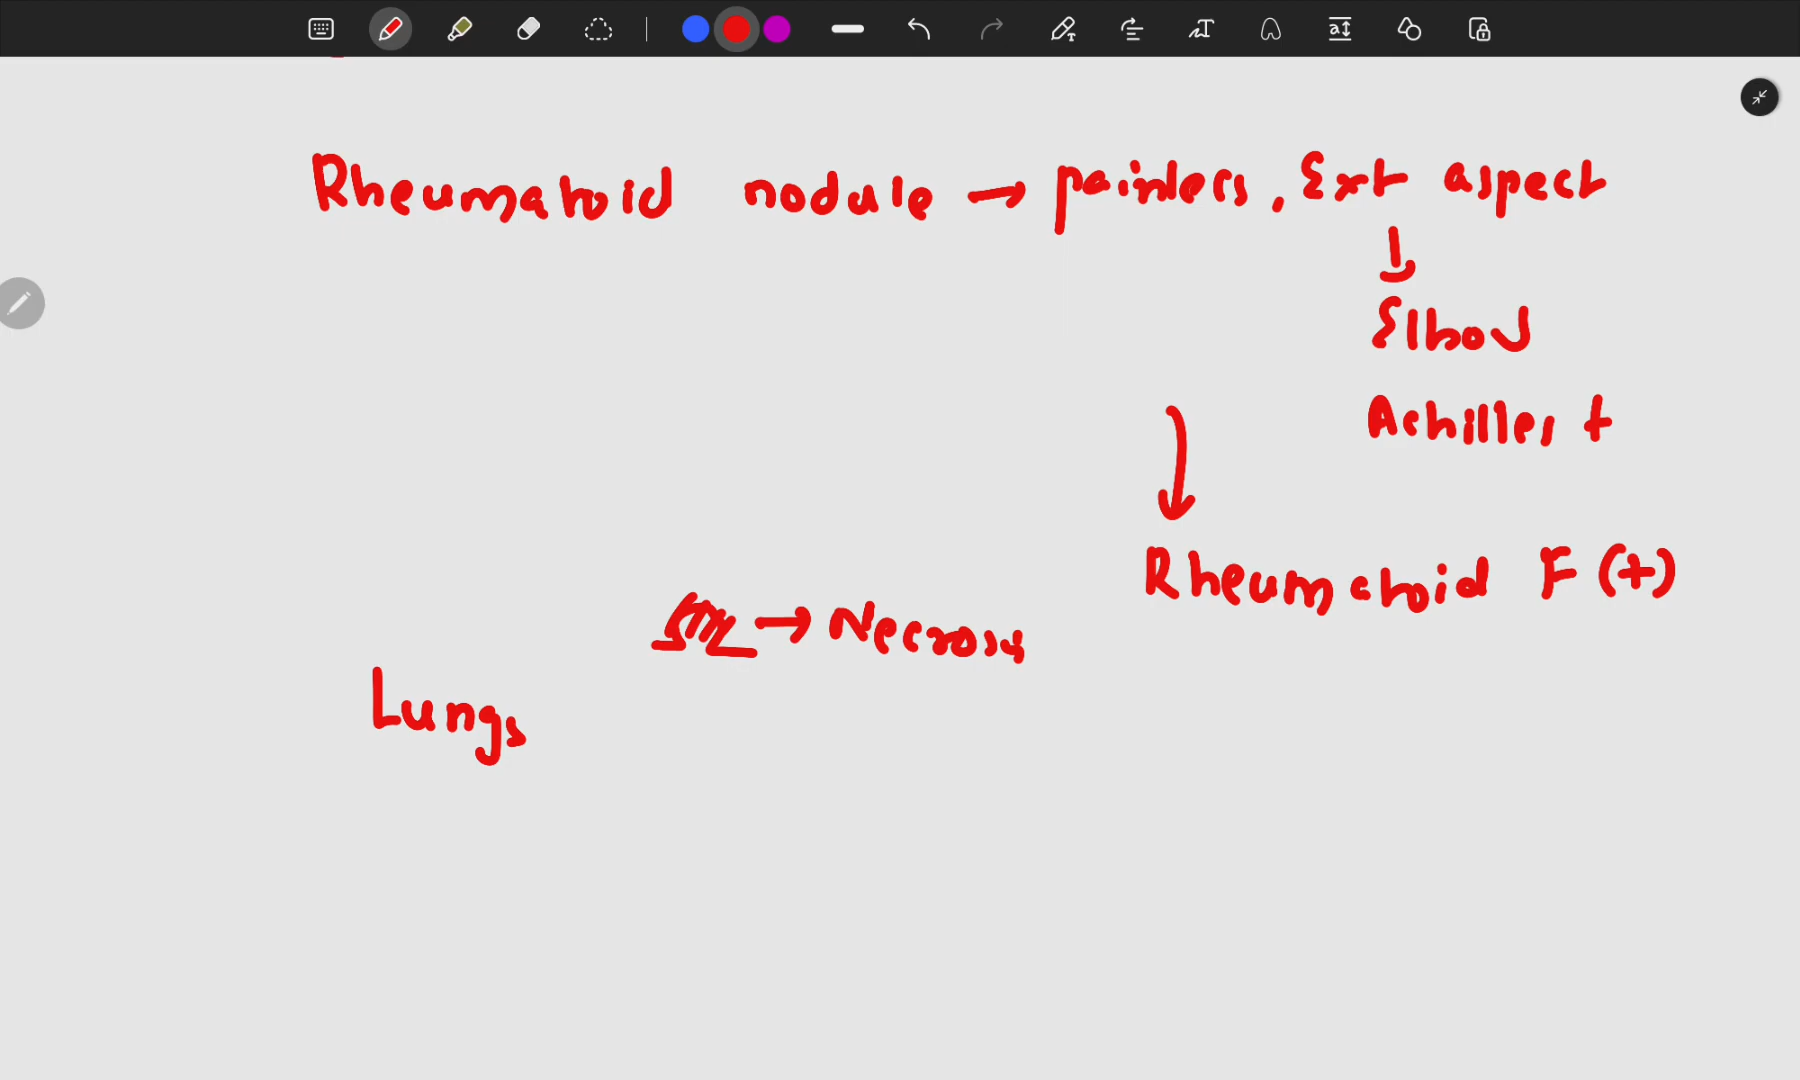 Rheumatoid nodule → painless, Ext aspect
↓
Elbow
Achilles t
↓
Rheumatoid F (+)
→ Necrosis
Lungs